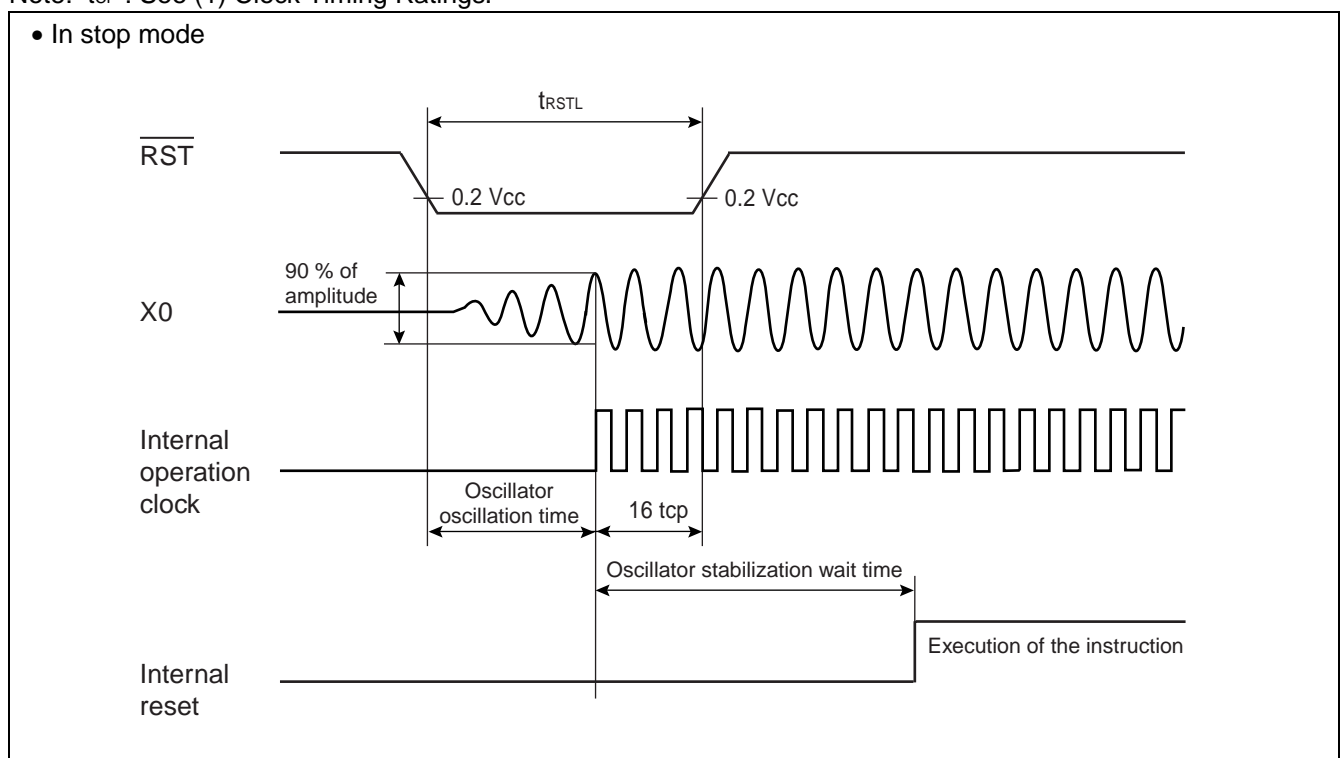 • In stop mode
tRSTL
RST
0.2 Vcc
0.2 Vcc
90 % of
amplitude
X0
Internal
operation
clock
Oscillator
oscillation time
16 tcp
Oscillator stabilization wait time
Execution of the instruction
Internal
reset